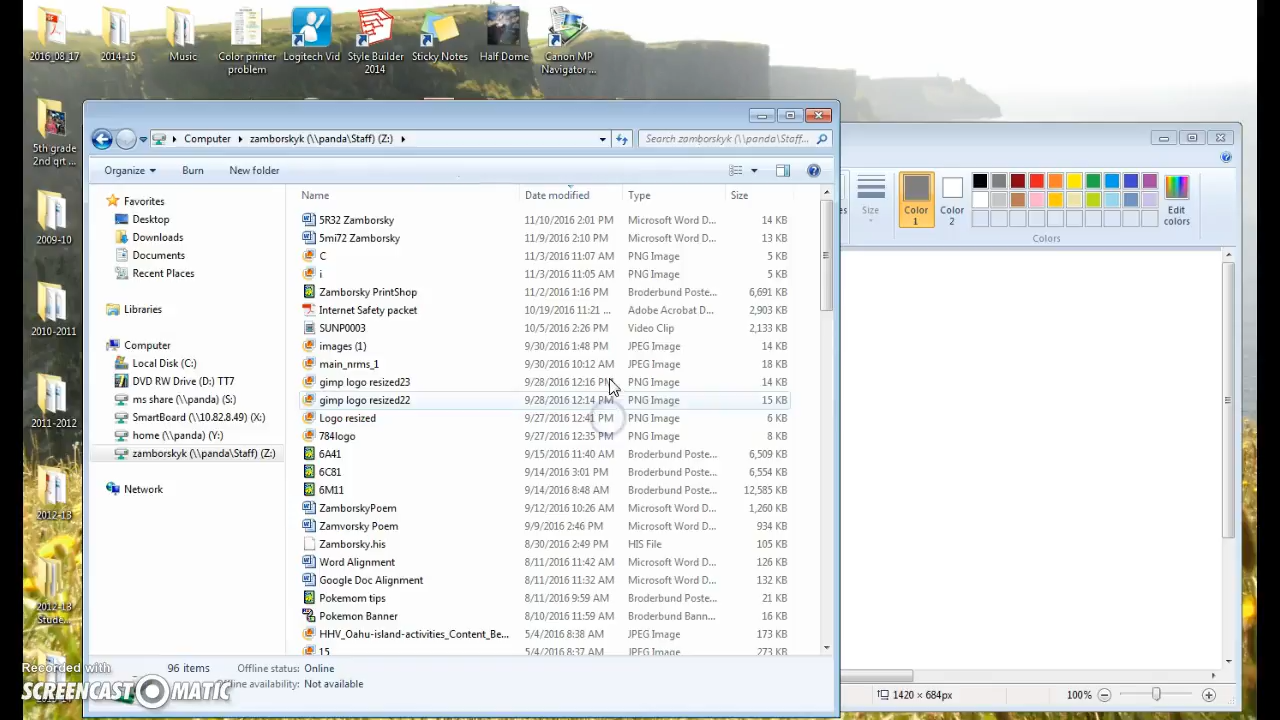 2016_08_17
2014-15
Music
Color printer
problem
Logitech Vid
Style Builder
2014
Sticky Notes
Half Dome
Canon MP
Navigator ...
5th grade
2nd qrt ...
2009-10
2010-2011
2011-2012
2012-13
2012-13
Stude...
Computer
zamborskyk (\\panda\Staff) (Z:)
Search zamborskyk (\\panda\Staff...
Organize
Burn
New folder
Favorites
Desktop
Downloads
Documents
Recent Places
Libraries
Computer
Local Disk (C:)
DVD RW Drive (D:) TT7
ms share (\\panda) (S:)
SmartBoard (\\10.82.8.49) (X:)
home (\\panda) (Y:)
zamborskyk (\\panda\Staff) (Z:)
Network
Name Date modified Type Size
5R32 Zamborsky 11/10/2016 2:01 PM Microsoft Word D... 14 KB
5mi72 Zamborsky 11/9/2016 2:10 PM Microsoft Word D... 13 KB
C 11/3/2016 11:07 AM PNG Image 5 KB
i 11/3/2016 11:05 AM PNG Image 5 KB
Zamborsky PrintShop 11/2/2016 1:16 PM Broderbund Poste... 6,691 KB
Internet Safety packet 10/19/2016 11:21 ... Adobe Acrobat D... 2,903 KB
SUNP0003 10/5/2016 2:26 PM Video Clip 2,133 KB
images (1) 9/30/2016 1:48 PM JPEG Image 14 KB
main_nrms_1 9/30/2016 10:12 AM JPEG Image 18 KB
gimp logo resized23 9/28/2016 12:16 PM PNG Image 14 KB
gimp logo resized22 9/28/2016 12:14 PM PNG Image 15 KB
Logo resized 9/27/2016 12:41 PM PNG Image 6 KB
784logo 9/27/2016 12:35 PM PNG Image 8 KB
6A41 9/15/2016 11:40 AM Broderbund Poste... 6,509 KB
6C81 9/14/2016 3:01 PM Broderbund Poste... 6,554 KB
6M11 9/14/2016 8:48 AM Broderbund Poste... 12,585 KB
ZamborskyPoem 9/12/2016 10:26 AM Microsoft Word D... 1,260 KB
Zamvorsky Poem 9/9/2016 2:46 PM Microsoft Word D... 934 KB
Zamborsky.his 8/30/2016 2:49 PM HIS File 105 KB
Word Alignment 8/11/2016 11:42 AM Microsoft Word D... 126 KB
Google Doc Alignment 8/11/2016 11:32 AM Microsoft Word D... 132 KB
Pokemom tips 8/11/2016 9:59 AM Broderbund Poste... 21 KB
Pokemon Banner 8/10/2016 11:59 AM Broderbund Bann... 16 KB
HHV_Oahu-island-activities_Content_Be... 5/4/2016 8:38 AM JPEG Image 173 KB
15 5/4/2016 8:36 AM JPEG Image 273 KB
96 items
Offline status: Online
Offline availability: Not available
Size
Color
1
Color
2
Edit
colors
Colors
1420 × 684px
100%
Recorded with
SCREENCAST MATIC